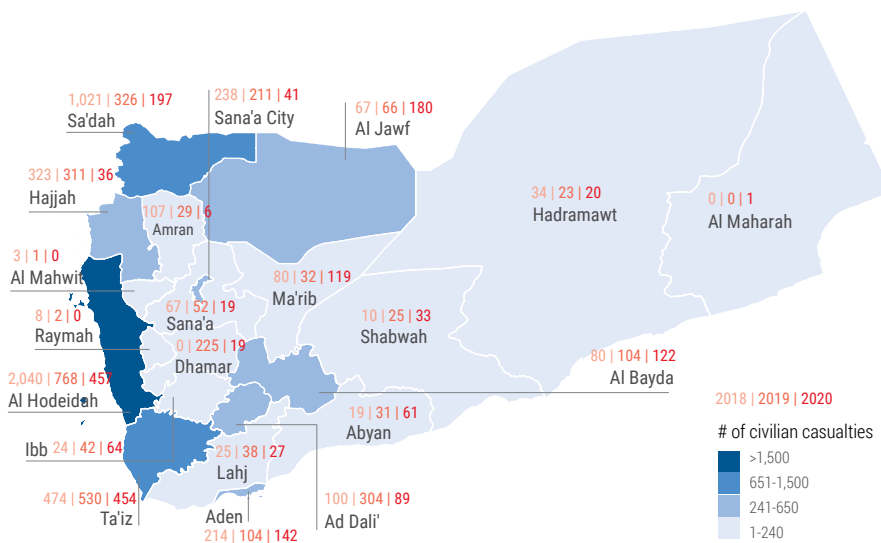 238 | 211 | 41
Sana'a City
1,021 | 326 | 197
Sa'dah
67 | 66 | 180
Al Jawf
323 | 311 | 36
Hajjah
107 | 29 | 6
Amran
34 | 23 | 20
Hadramawt
0 | 0 | 1
Al Maharah
3 | 1 | 0
Al Mahwit
80 | 32 | 119
Ma'rib
67 | 52 | 19
Sana'a
10 | 25 | 33
Shabwah
8 | 2 | 0
Raymah
0 | 225 | 19
Dhamar
80 | 104 | 122
Al Bayda
2,040 | 768 | 457
Al Hodeidah
19 | 31 | 61
Abyan
Ibb 24 | 42 | 64
25 | 38 | 27
Lahj
474 | 530 | 454
Ta'iz
100 | 304 | 89
Ad Dali'
Aden
214 | 104 | 142
2018 | 2019 | 2020
# of civilian casualties
>1,500
651-1,500
241-650
1-240